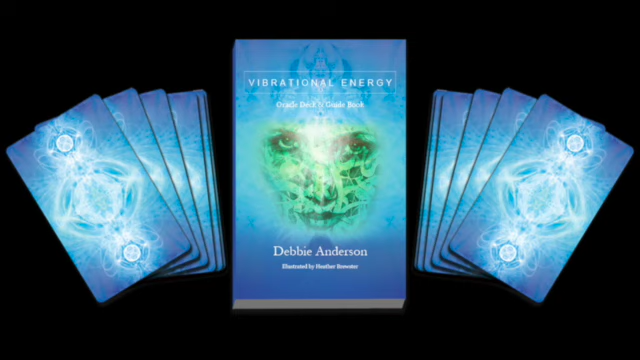 VIBRATIONAL ENERGY
Oracle Deck & Guide Book
Debbie Anderson
Illustrated by Heather Brewster